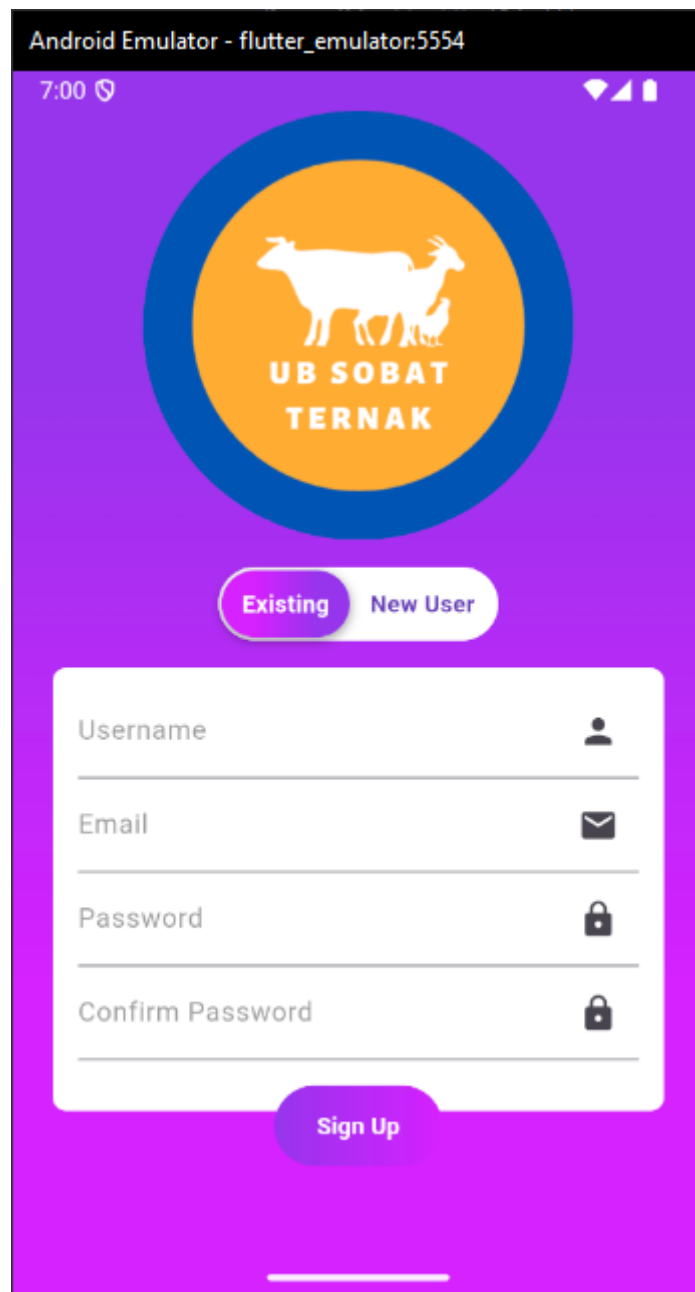 Android Emulator - flutter_emulator:5554
7:00
UB SOBAT
TERNAK
Existing New User
Username
Email
Password
Confirm Password
Sign Up